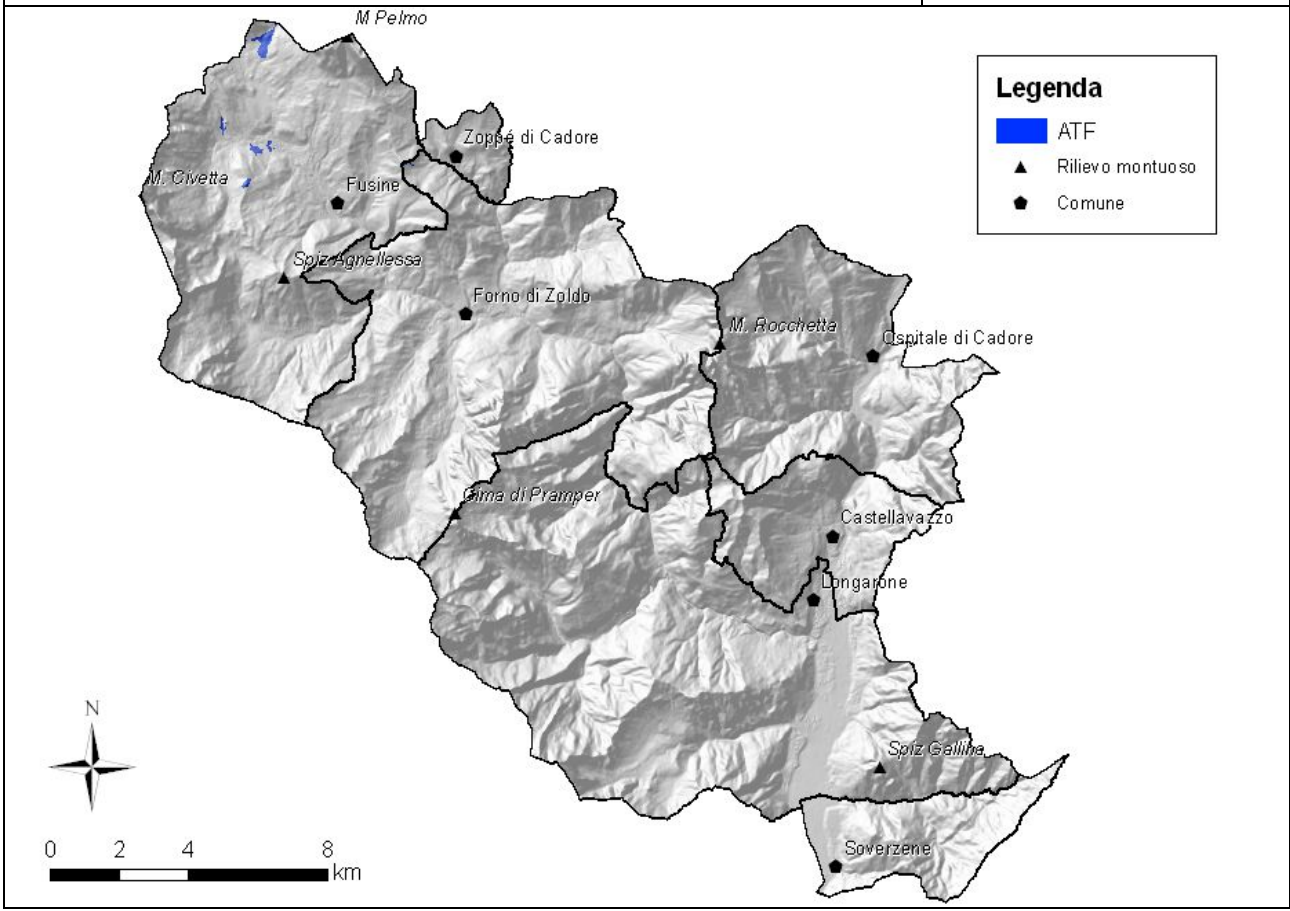 M Pelmo
Legenda
ATF
Rilievo montuoso
Comune
Zoppé di Cadore
M. Civetta
Fusine
Spiz Agnellessa
Forno di Zoldo
M. Rocchetta
Ospitale di Cadore
Cima di Pramper
Castellavazzo
Longarone
N
Spiz Gallina
Soverzene
0 2 4 8
km